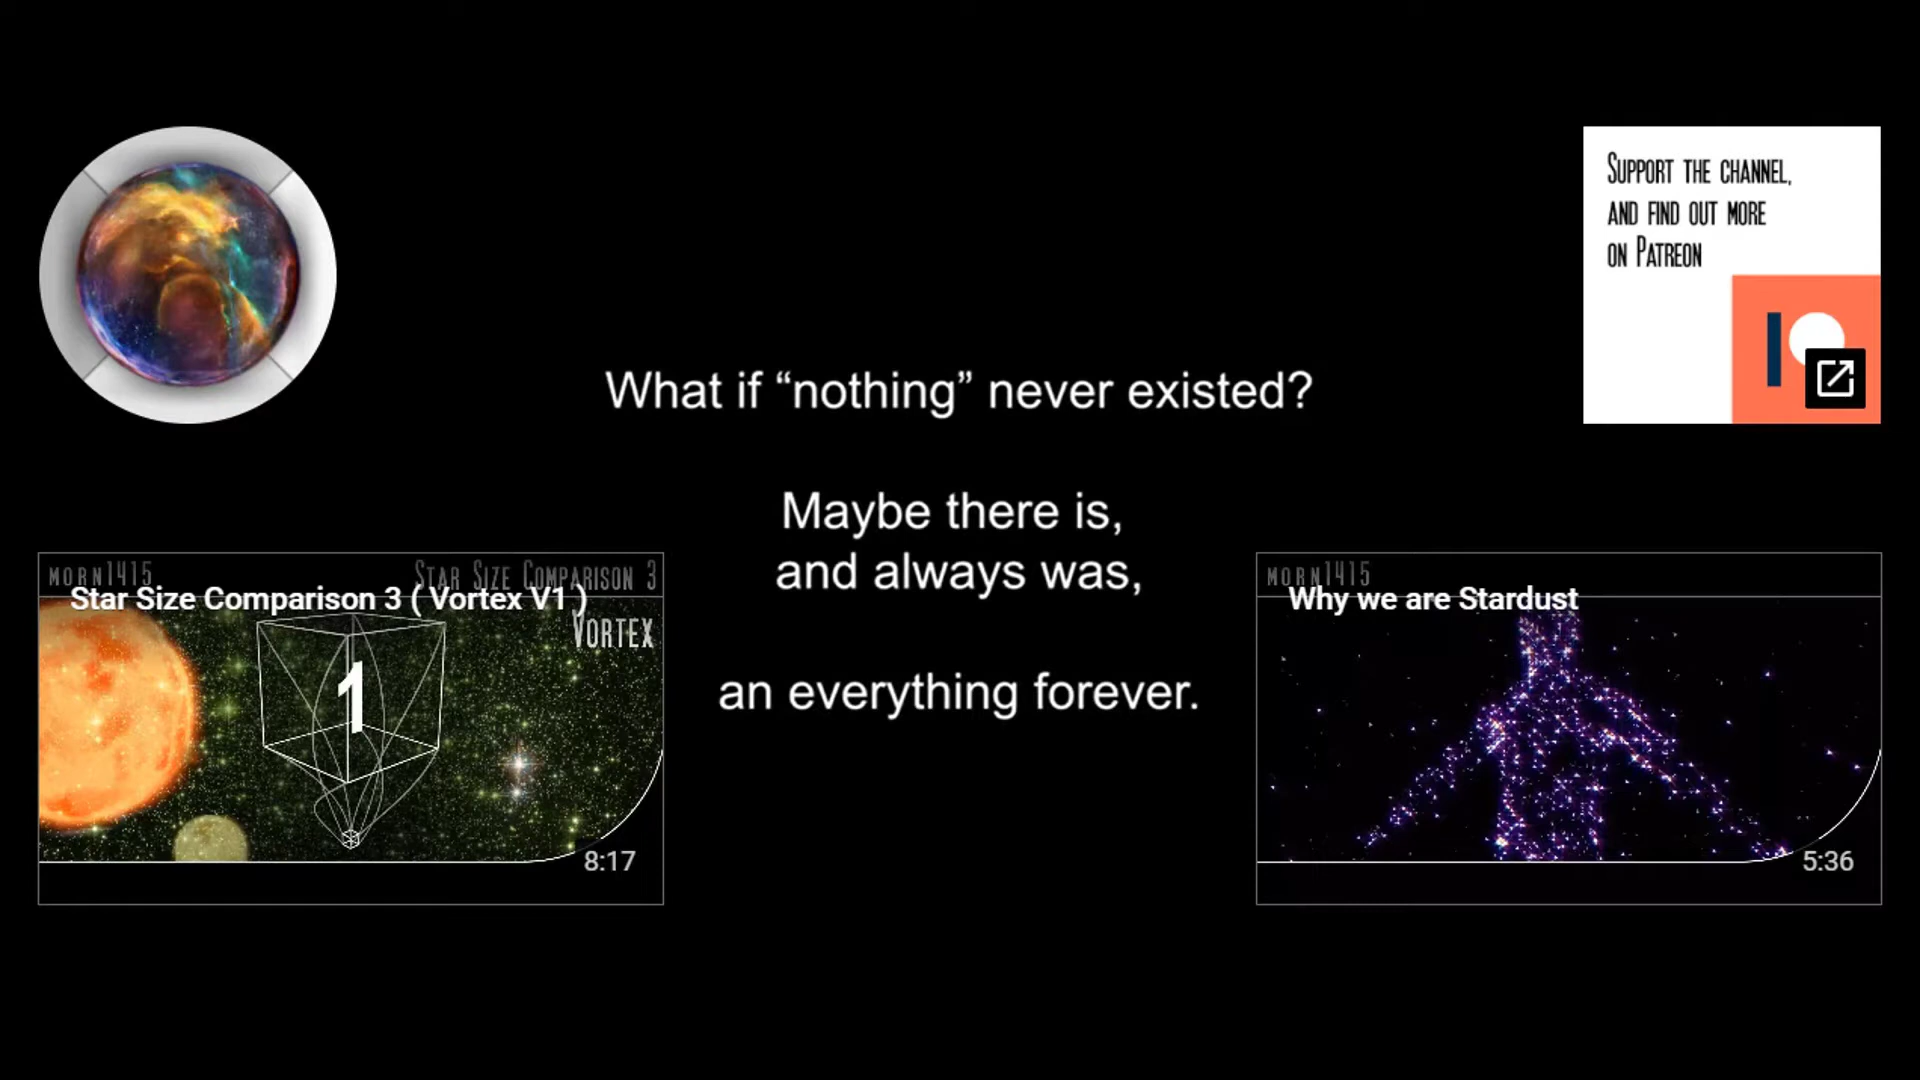 SUPPORT THE CHANNEL,
AND FIND OUT MORE
ON PATREON
What if “nothing” never existed?
Maybe there is,
and always was,
an everything forever.
morn1415
STAR SIZE COMPARISON 3
Star Size Comparison 3 ( Vortex V1 )
VORTEX
1
8:17
morn1415
Why we are Stardust
5:36